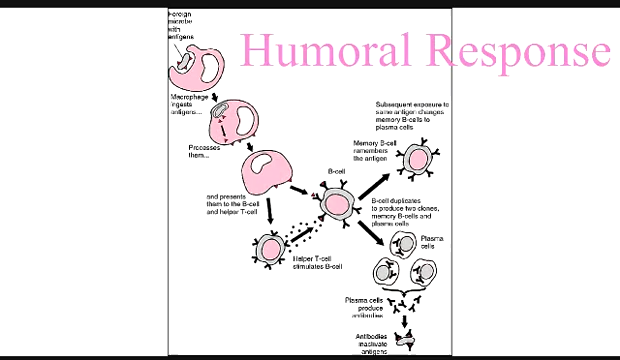 Foreign
microbe
with
antigens
Humoral Response
Macrophage
ingests
antigens...
Subsequent exposure to
same antigen changes
memory B-cells to
plasma cells
Memory B-cell
remembers
the antigen
Processes
them...
B-cell
and presents
them to the B-cell
and helper T-cell
B-cell duplicates
to produce two clones,
memory B-cells and
plasma cells
Plasma
cells
Helper T-cell
stimulates B-cell
Plasma cells
produce
antibodies
Antibodies
inactivate
antigens